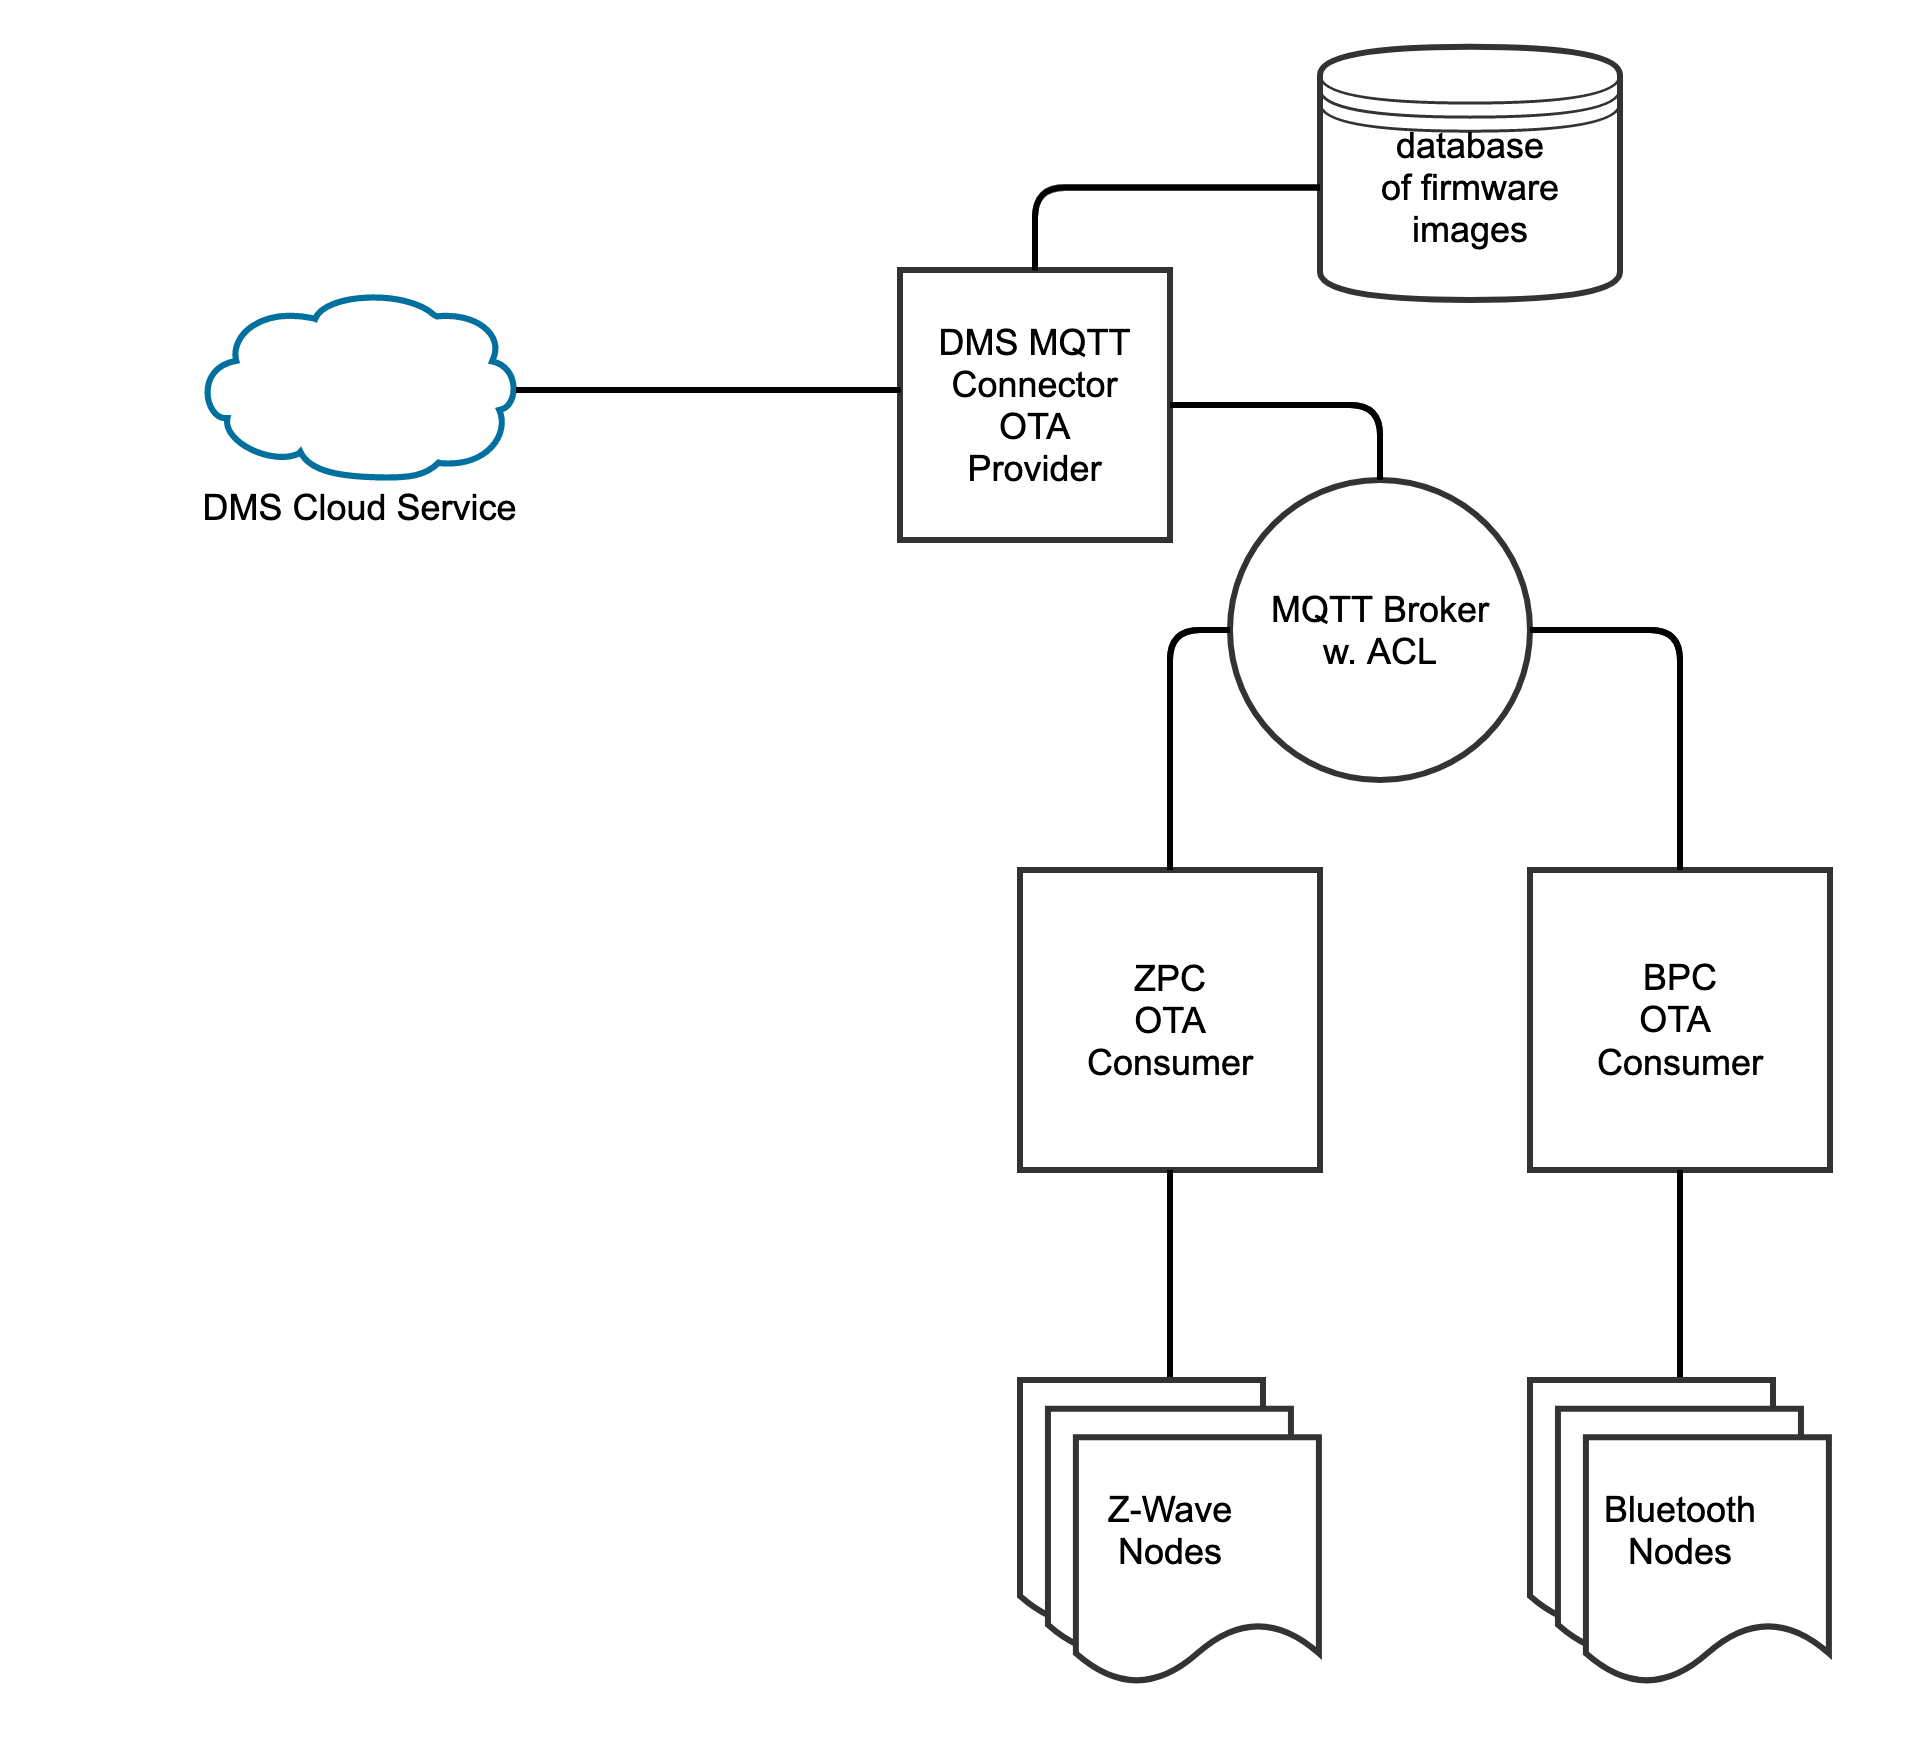 database
of firmware
images
DMS MQTT
Connector
OTA
Provider
DMS Cloud Service
MQTT Broker
w. ACL
ZPC
OTA
Consumer
BPC
OTA
Consumer
Z-Wave
Nodes
Bluetooth
Nodes